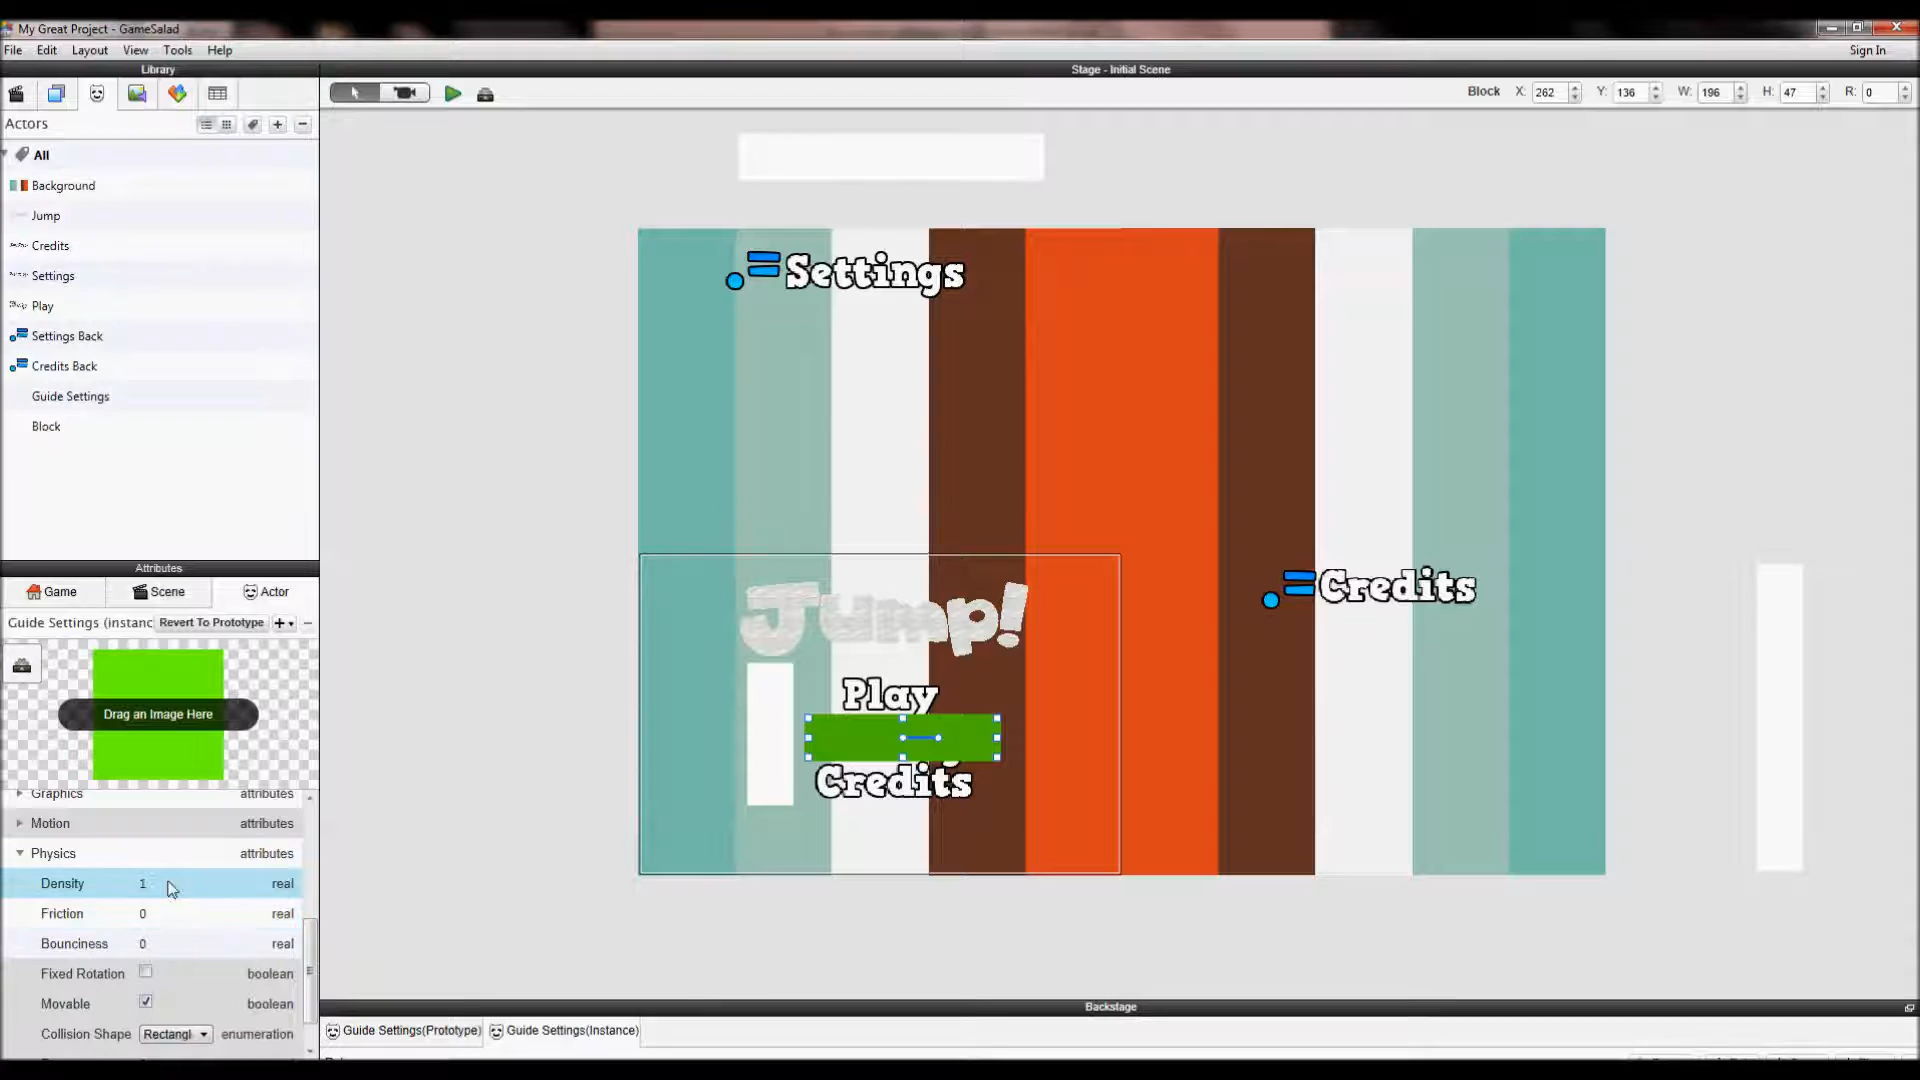 My Great Project - GameSalad
File Edit Layout View Tools Help
Sign In
Library
Stage - Initial Scene
Block X: 262 Y: 136 W: 196 H: 47 R: 0
Actors
All
Background
Jump
Credits
Settings
Play
Settings Back
Credits Back
Guide Settings
Block
Settings
Credits
Jump!
Play
Credits
Attributes
Game Scene Actor
Guide Settings (instanc Revert To Prototype
Drag an Image Here
Graphics attributes
Motion attributes
Physics attributes
Density 1 real
Friction 0 real
Bounciness 0 real
Fixed Rotation boolean
Movable boolean
Collision Shape Rectangl enumeration
Backstage
Guide Settings(Prototype) Guide Settings(Instance)